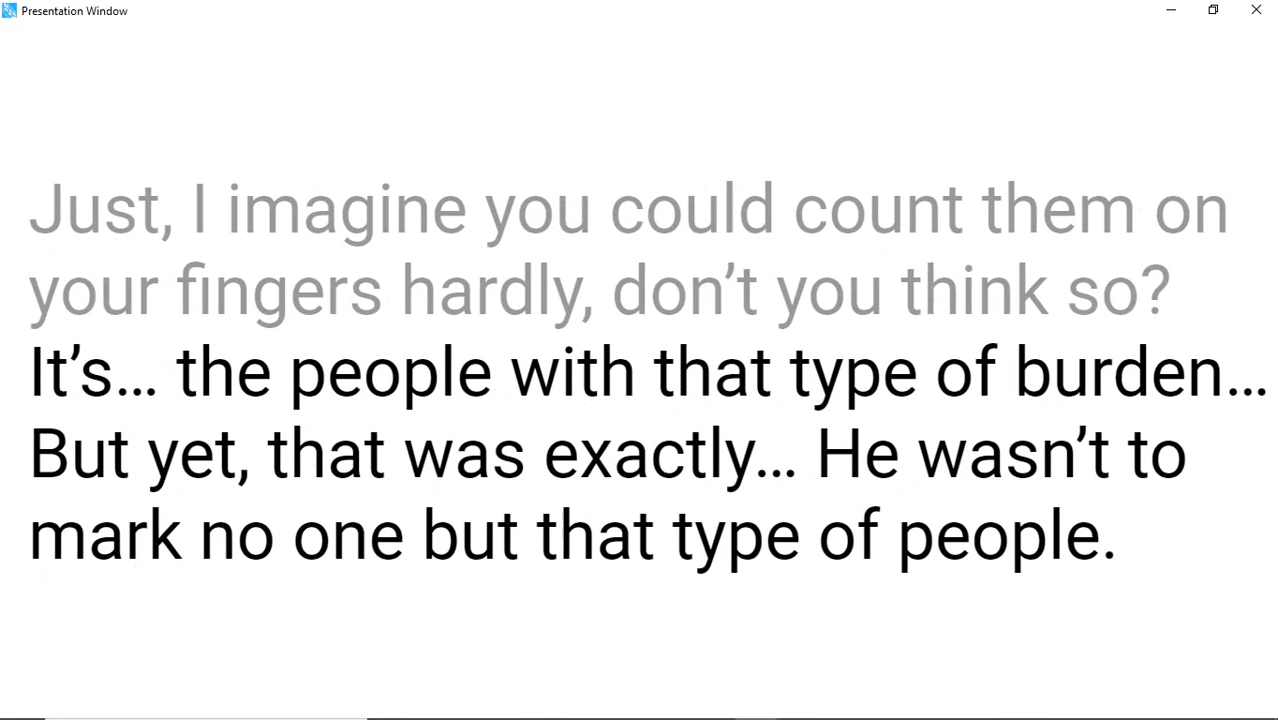 Presentation Window
Just, I imagine you could count them on
your fingers hardly, don’t you think so?
It’s… the people with that type of burden…
But yet, that was exactly… He wasn’t to
mark no one but that type of people.